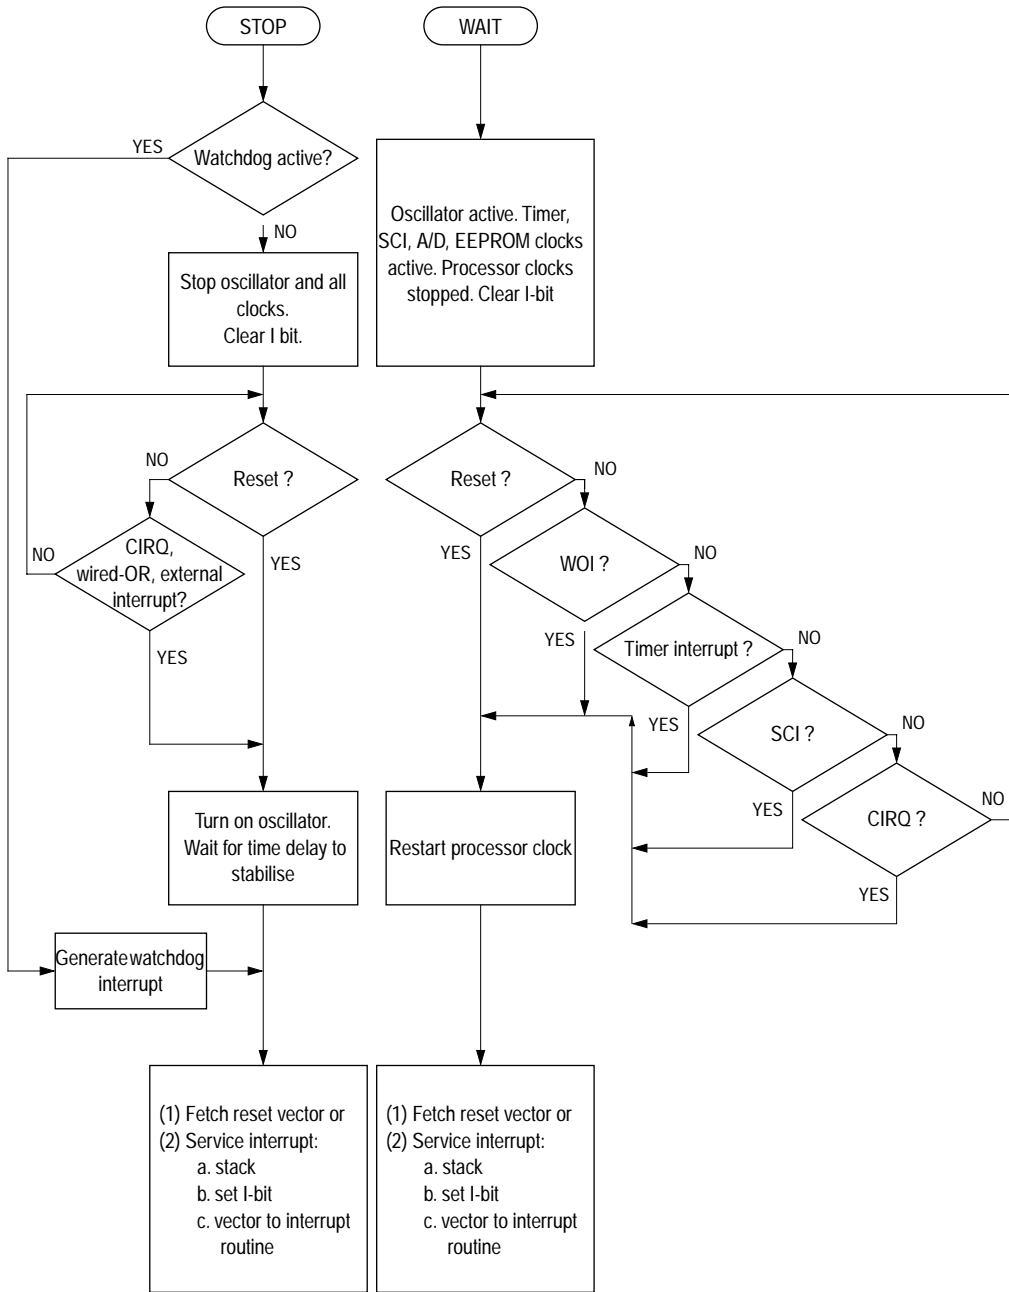 STOP
WAIT
YES
Watchdog active?
NO
Stop oscillator and all
clocks.
Clear I bit.
Oscillator active. Timer,
SCI, A/D, EEPROM clocks
active. Processor clocks
stopped. Clear I-bit
NO
Reset ?
YES
NO
CIRQ,
wired-OR, external
interrupt?
YES
Reset ?
NO
YES
WOI ?
NO
YES
Timer interrupt ?
NO
YES
SCI ?
NO
YES
CIRQ ?
NO
YES
Turn on oscillator.
Wait for time delay to
stabilise
Restart processor clock
Generate watchdog
interrupt
(1) Fetch reset vector or
(2) Service interrupt:
a. stack
b. set I-bit
c. vector to interrupt
routine
(1) Fetch reset vector or
(2) Service interrupt:
a. stack
b. set I-bit
c. vector to interrupt
routine